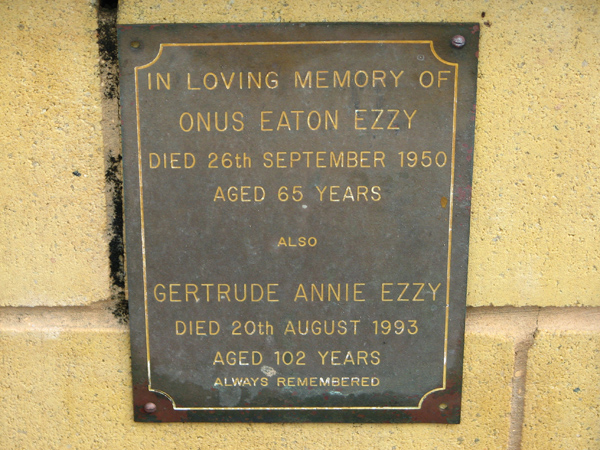 IN LOVING MEMORY OF
ONUS EATON EZZY
DIED 26th SEPTEMBER 1950
AGED 65 YEARS
ALSO
GERTRUDE ANNIE EZZY
DIED 20th AUGUST 1993
AGED 102 YEARS
ALWAYS REMEMBERED